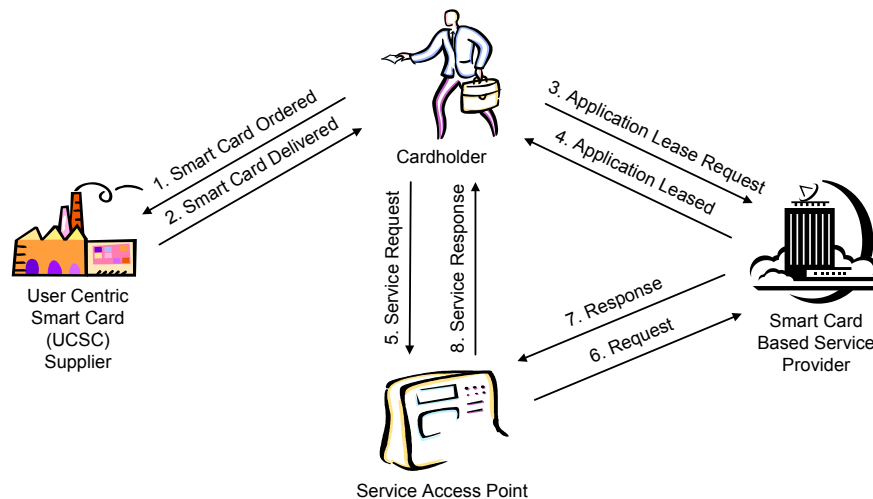 1. Smart Card Ordered
2. Smart Card Delivered
Cardholder
3. Application Lease Request
4. Application Leased
User Centric
Smart Card
(UCSC)
Supplier
5. Service Request
8. Service Response
7. Response
6. Request
Smart Card
Based Service
Provider
Service Access Point